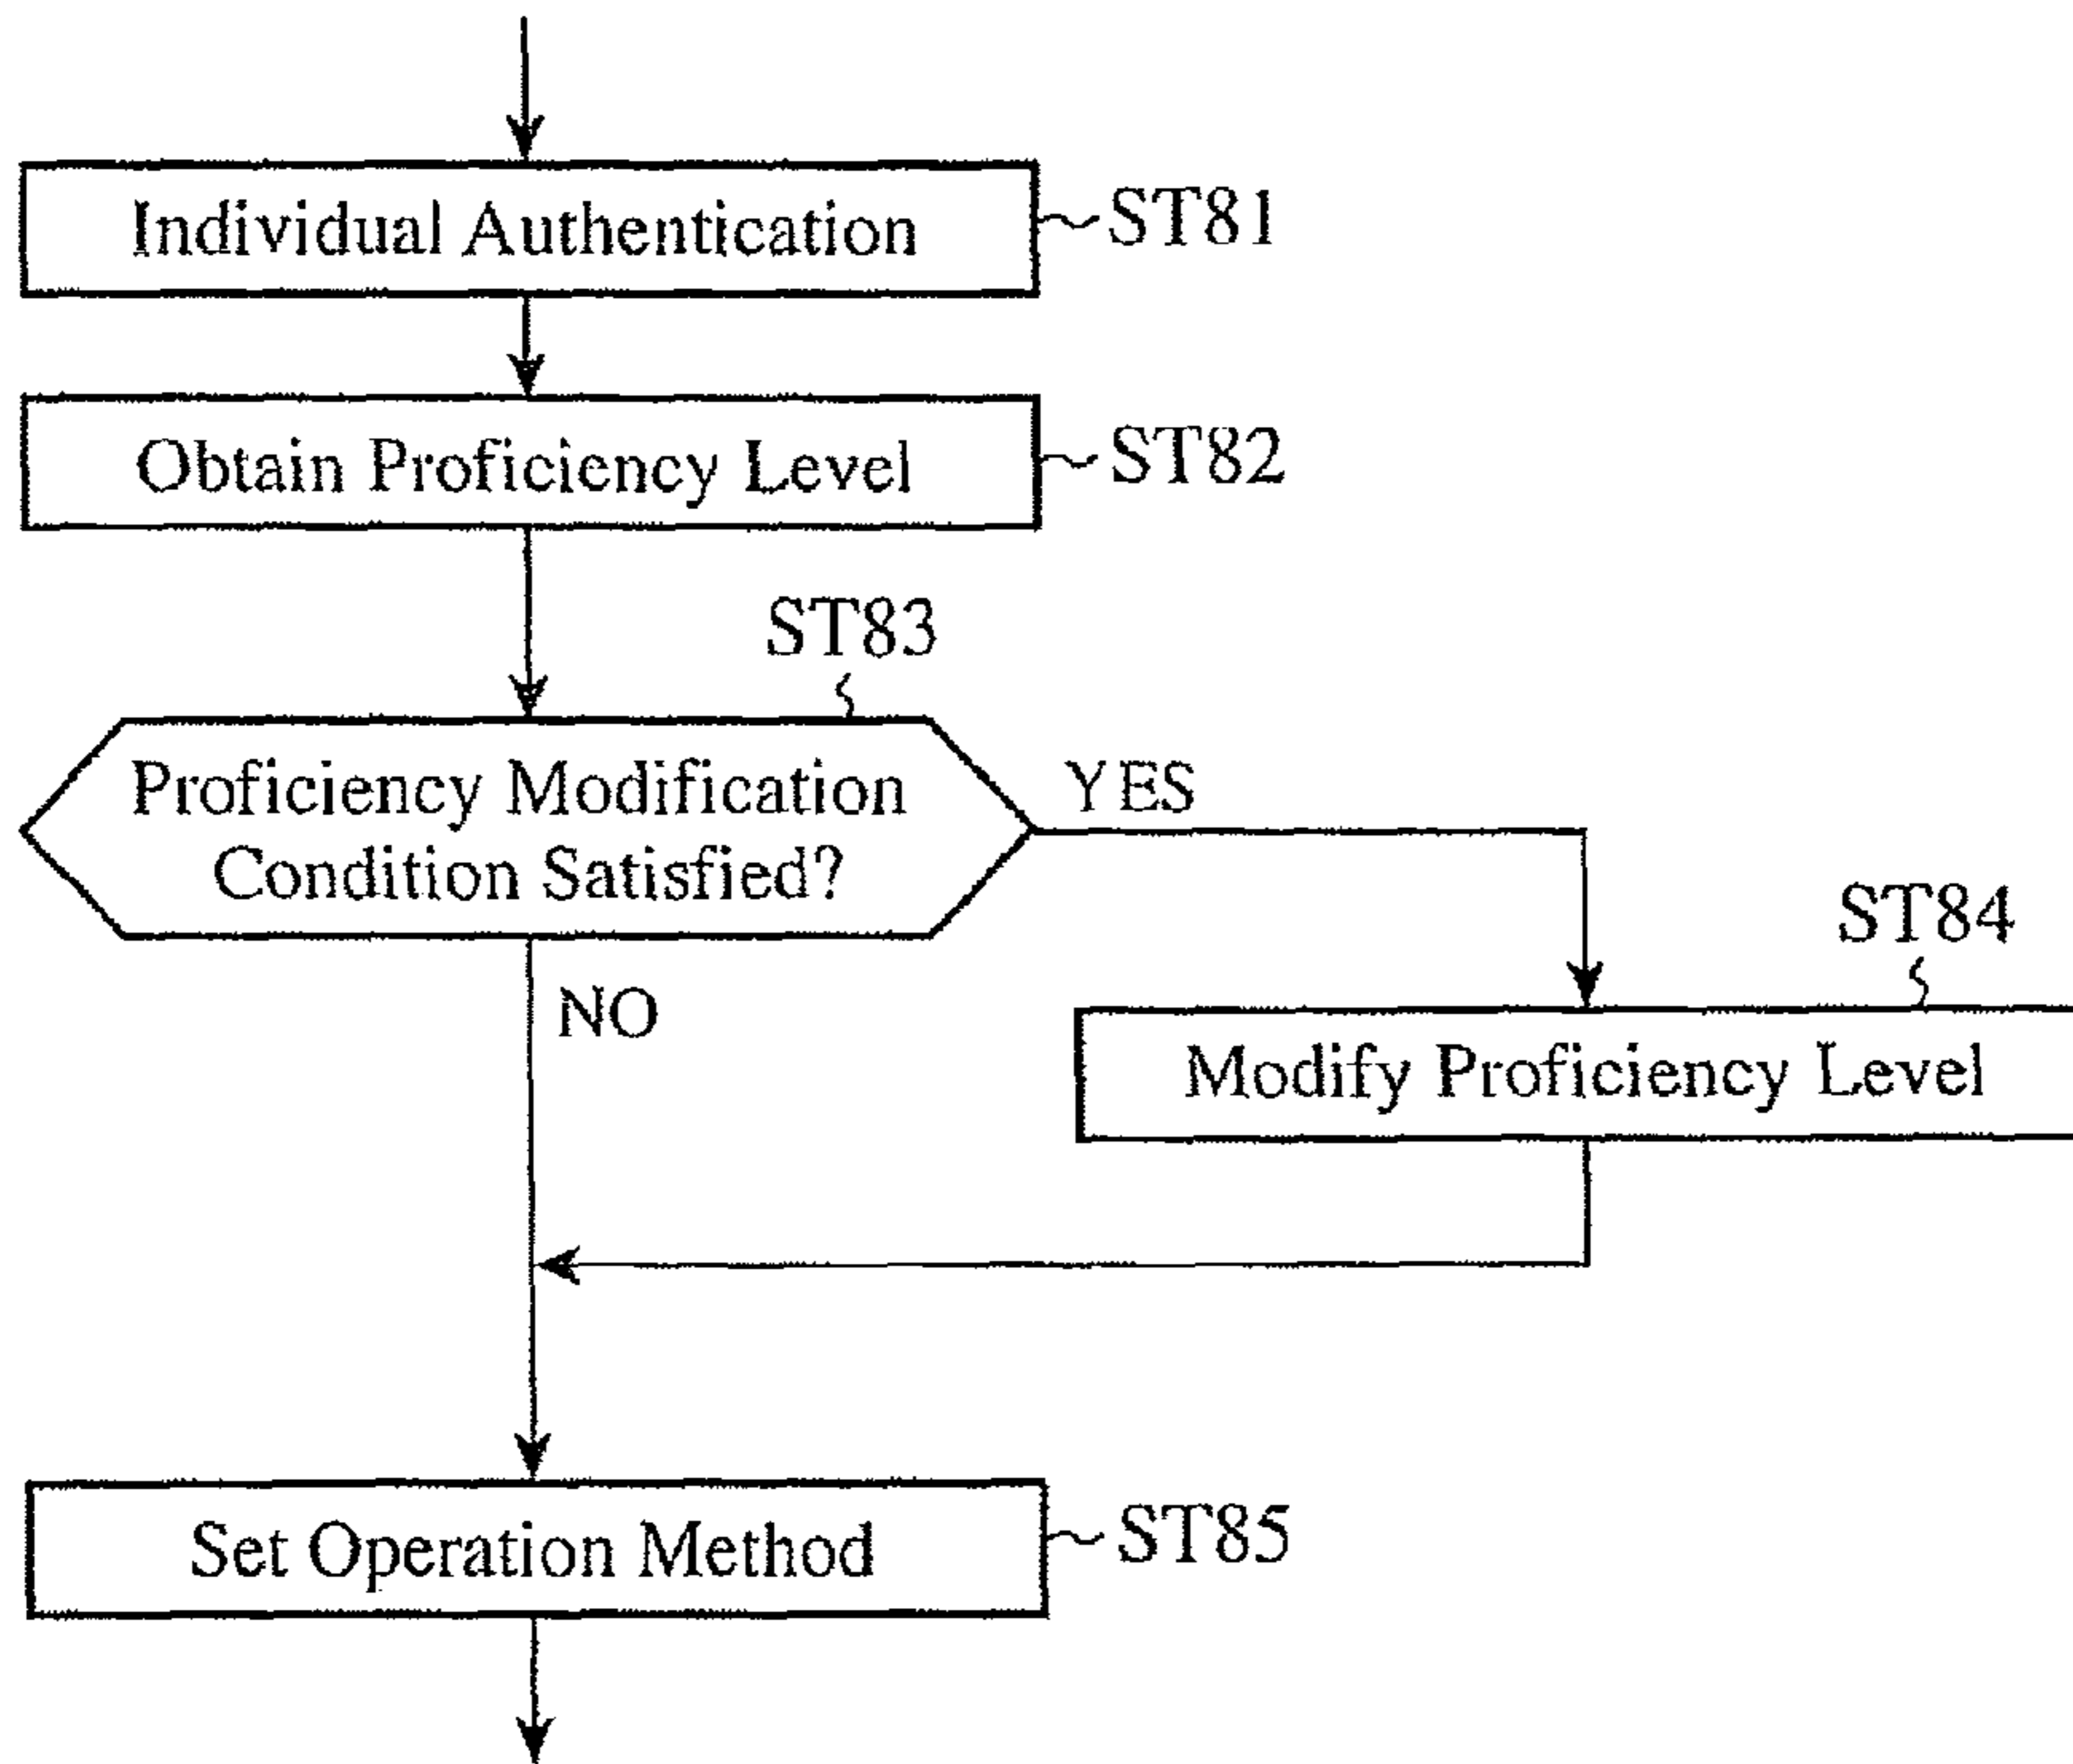 Individual Authentication
ST81
Obtain Proficiency Level
ST82
ST83
Proficiency Modification
Condition Satisfied?
YES
NO
ST84
Modify Proficiency Level
Set Operation Method
ST85